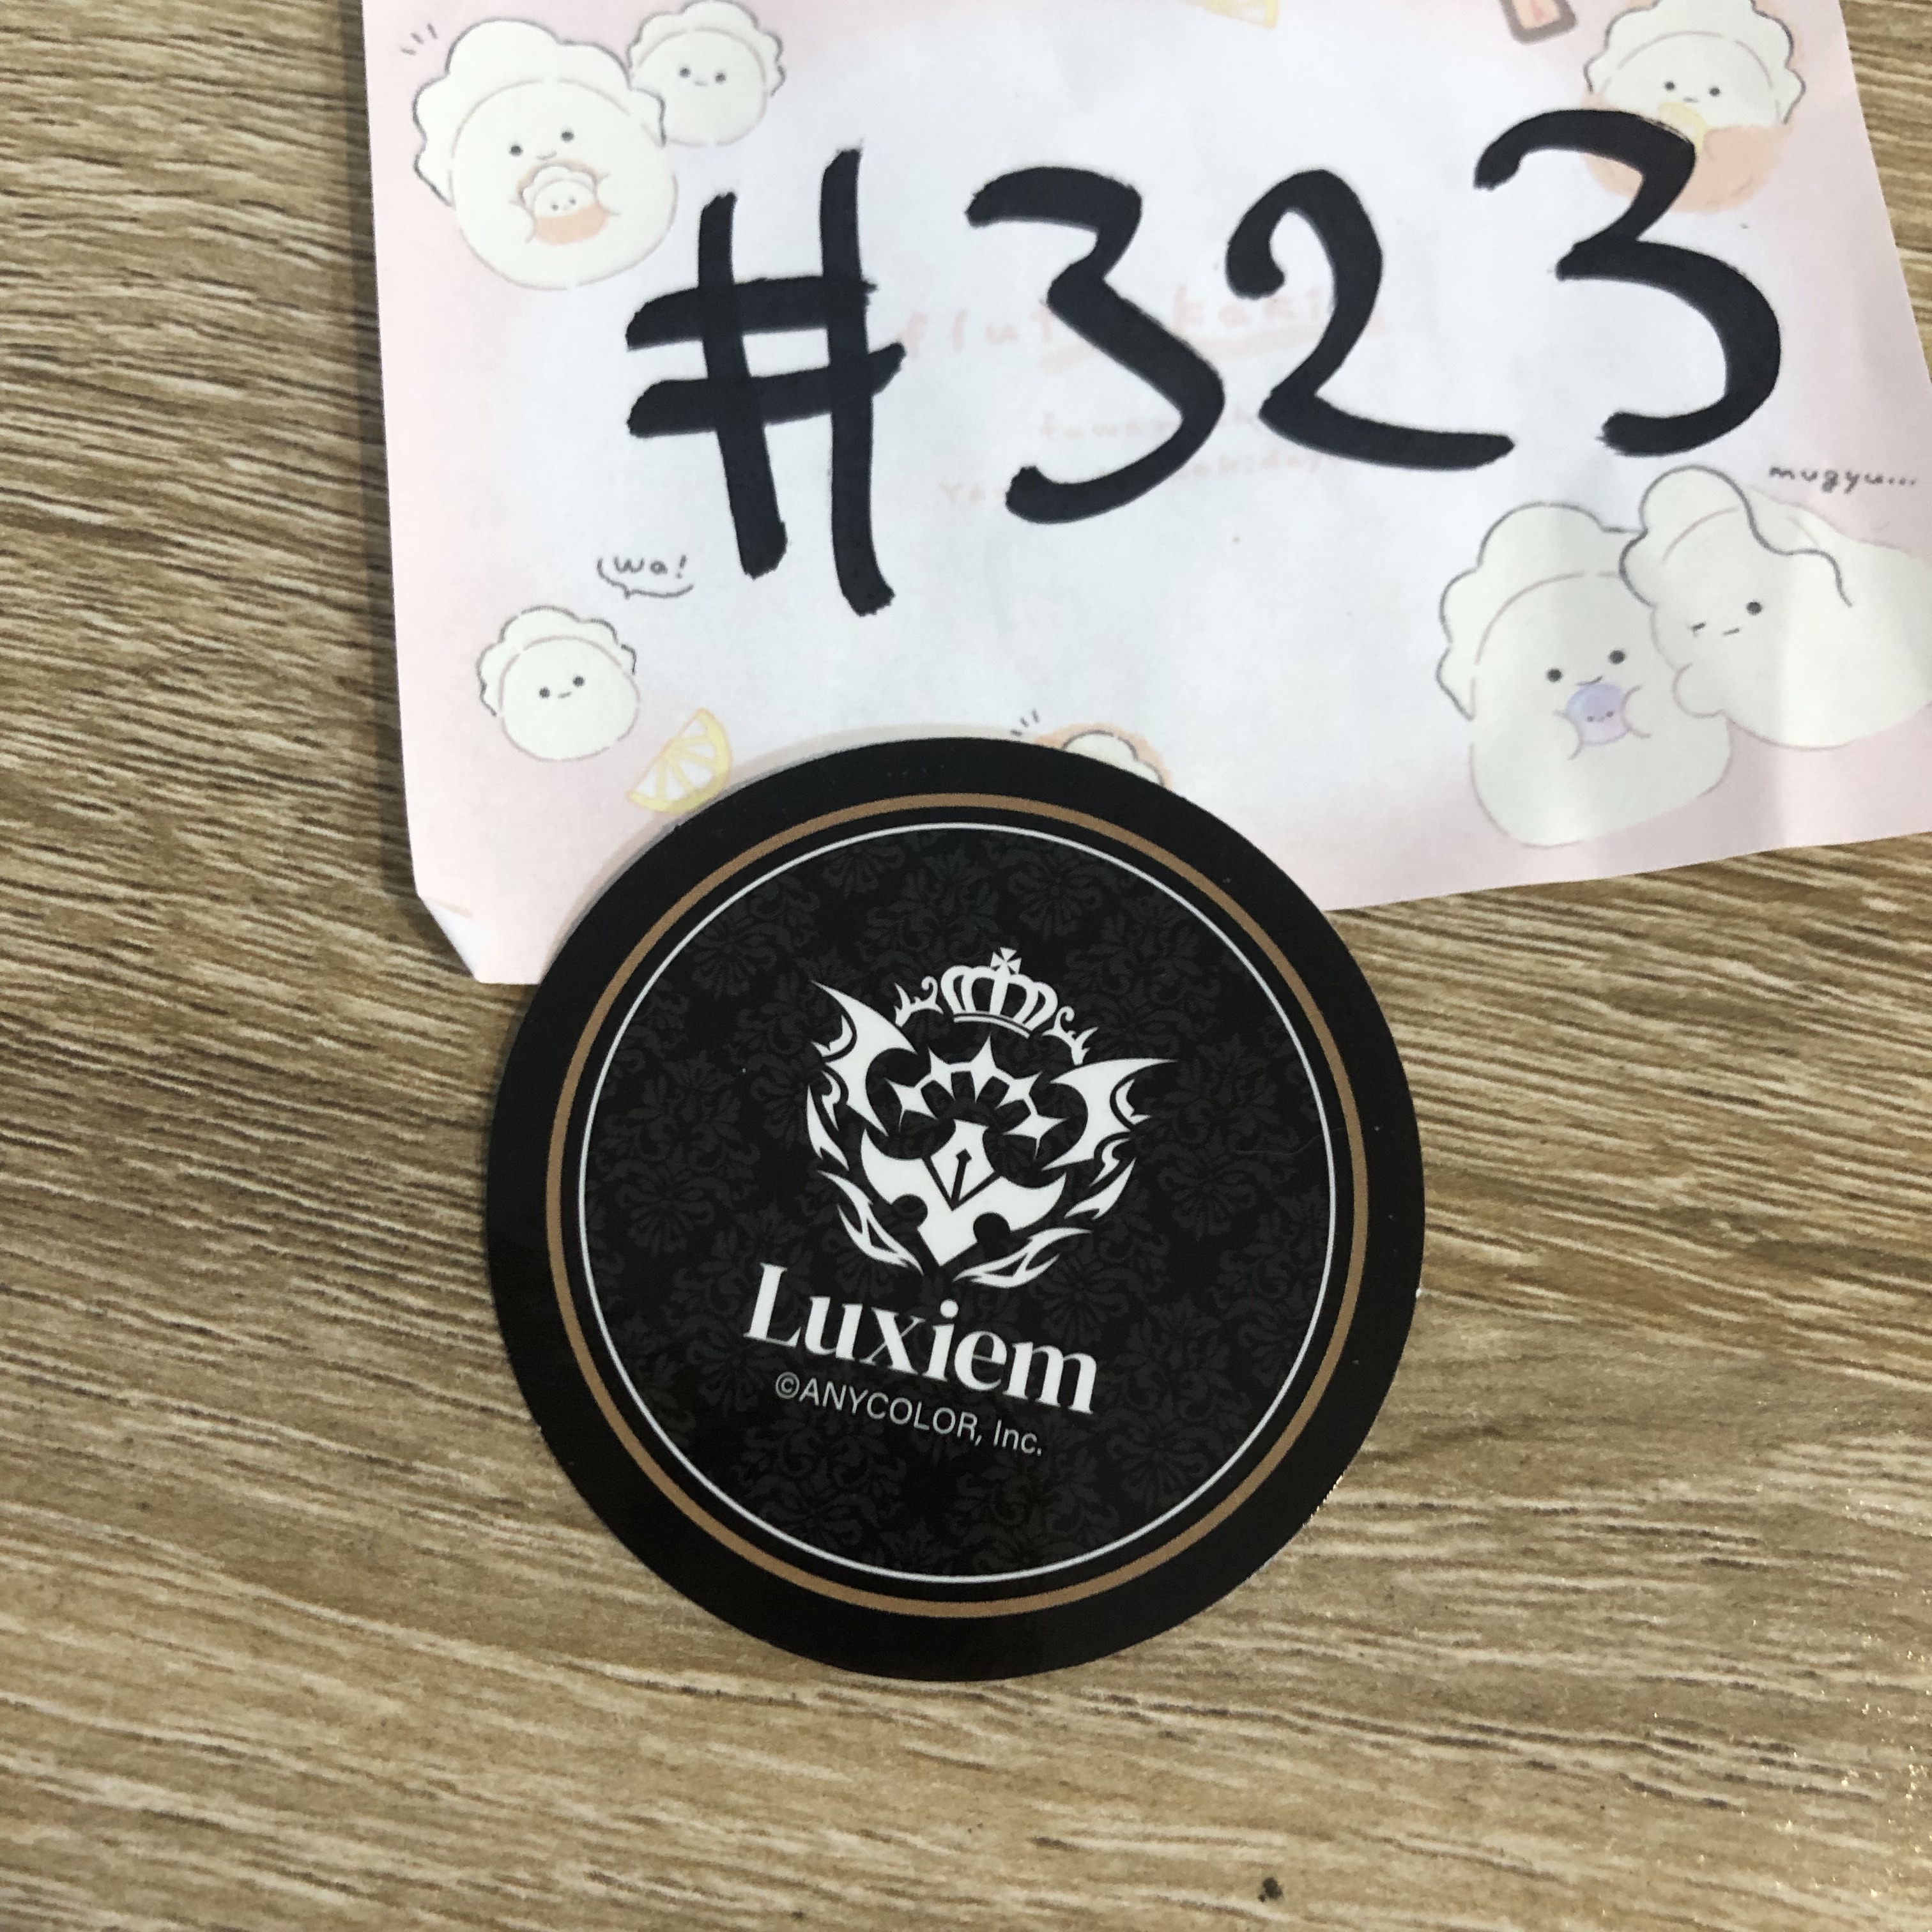 #323
mugyu...
wa!
Luxiem
©ANYCOLOR, Inc.